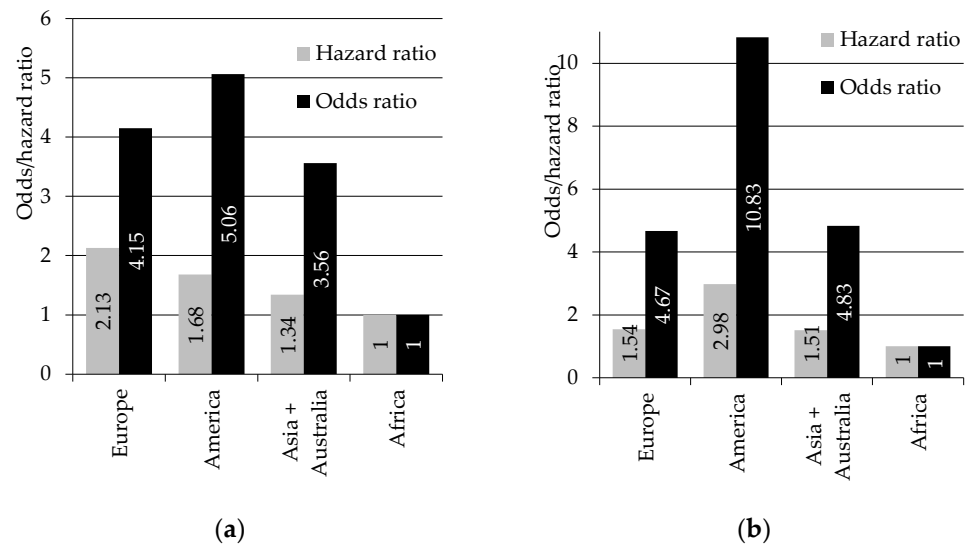 Odds/hazard ratio
6
5
4
3
2
1
0
Hazard ratio
Odds ratio
2.13
4.15
1.68
5.06
1.34
3.56
1
1
Europe
America
Asia +
Australia
Africa
(a)
Odds/hazard ratio
10
8
6
4
2
0
Hazard ratio
Odds ratio
1.54
4.67
2.98
10.83
1.51
4.83
1
1
Europe
America
Asia +
Australia
Africa
(b)